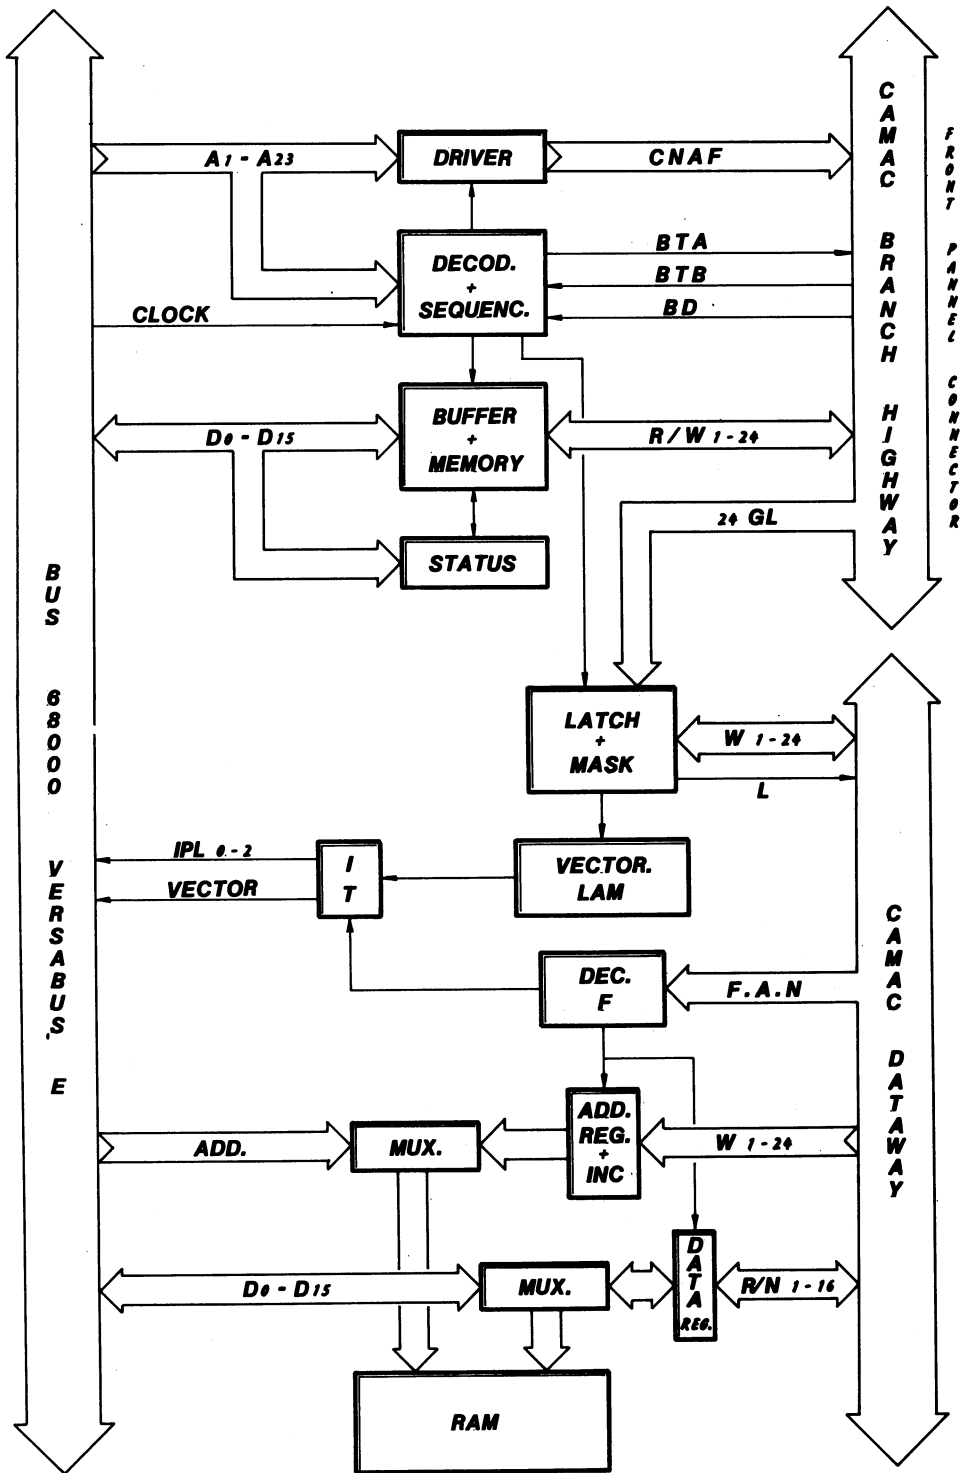 A1 - A23
DRIVER
CNAF
DECOD.
+
SEQUENC.
BTA
BTB
BD
CLOCK
BUFFER
+
MEMORY
D0 - D15
R/W 1-24
STATUS
24 GL
CAMAC BRANCH HIGHWAY
FRONT PANNEL CONNECTOR
BUS 68000 VERSABUS, E
LATCH
+
MASK
W 1-24
L
IPL 0-2
VECTOR
I
T
VECTOR.
LAM
DEC.
F
F.A.N
CAMAC DATAWAY
ADD.
REG.
+
INC
W 1-24
ADD.
MUX.
D0 - D15
MUX.
DATA
REG.
R/N 1-16
RAM